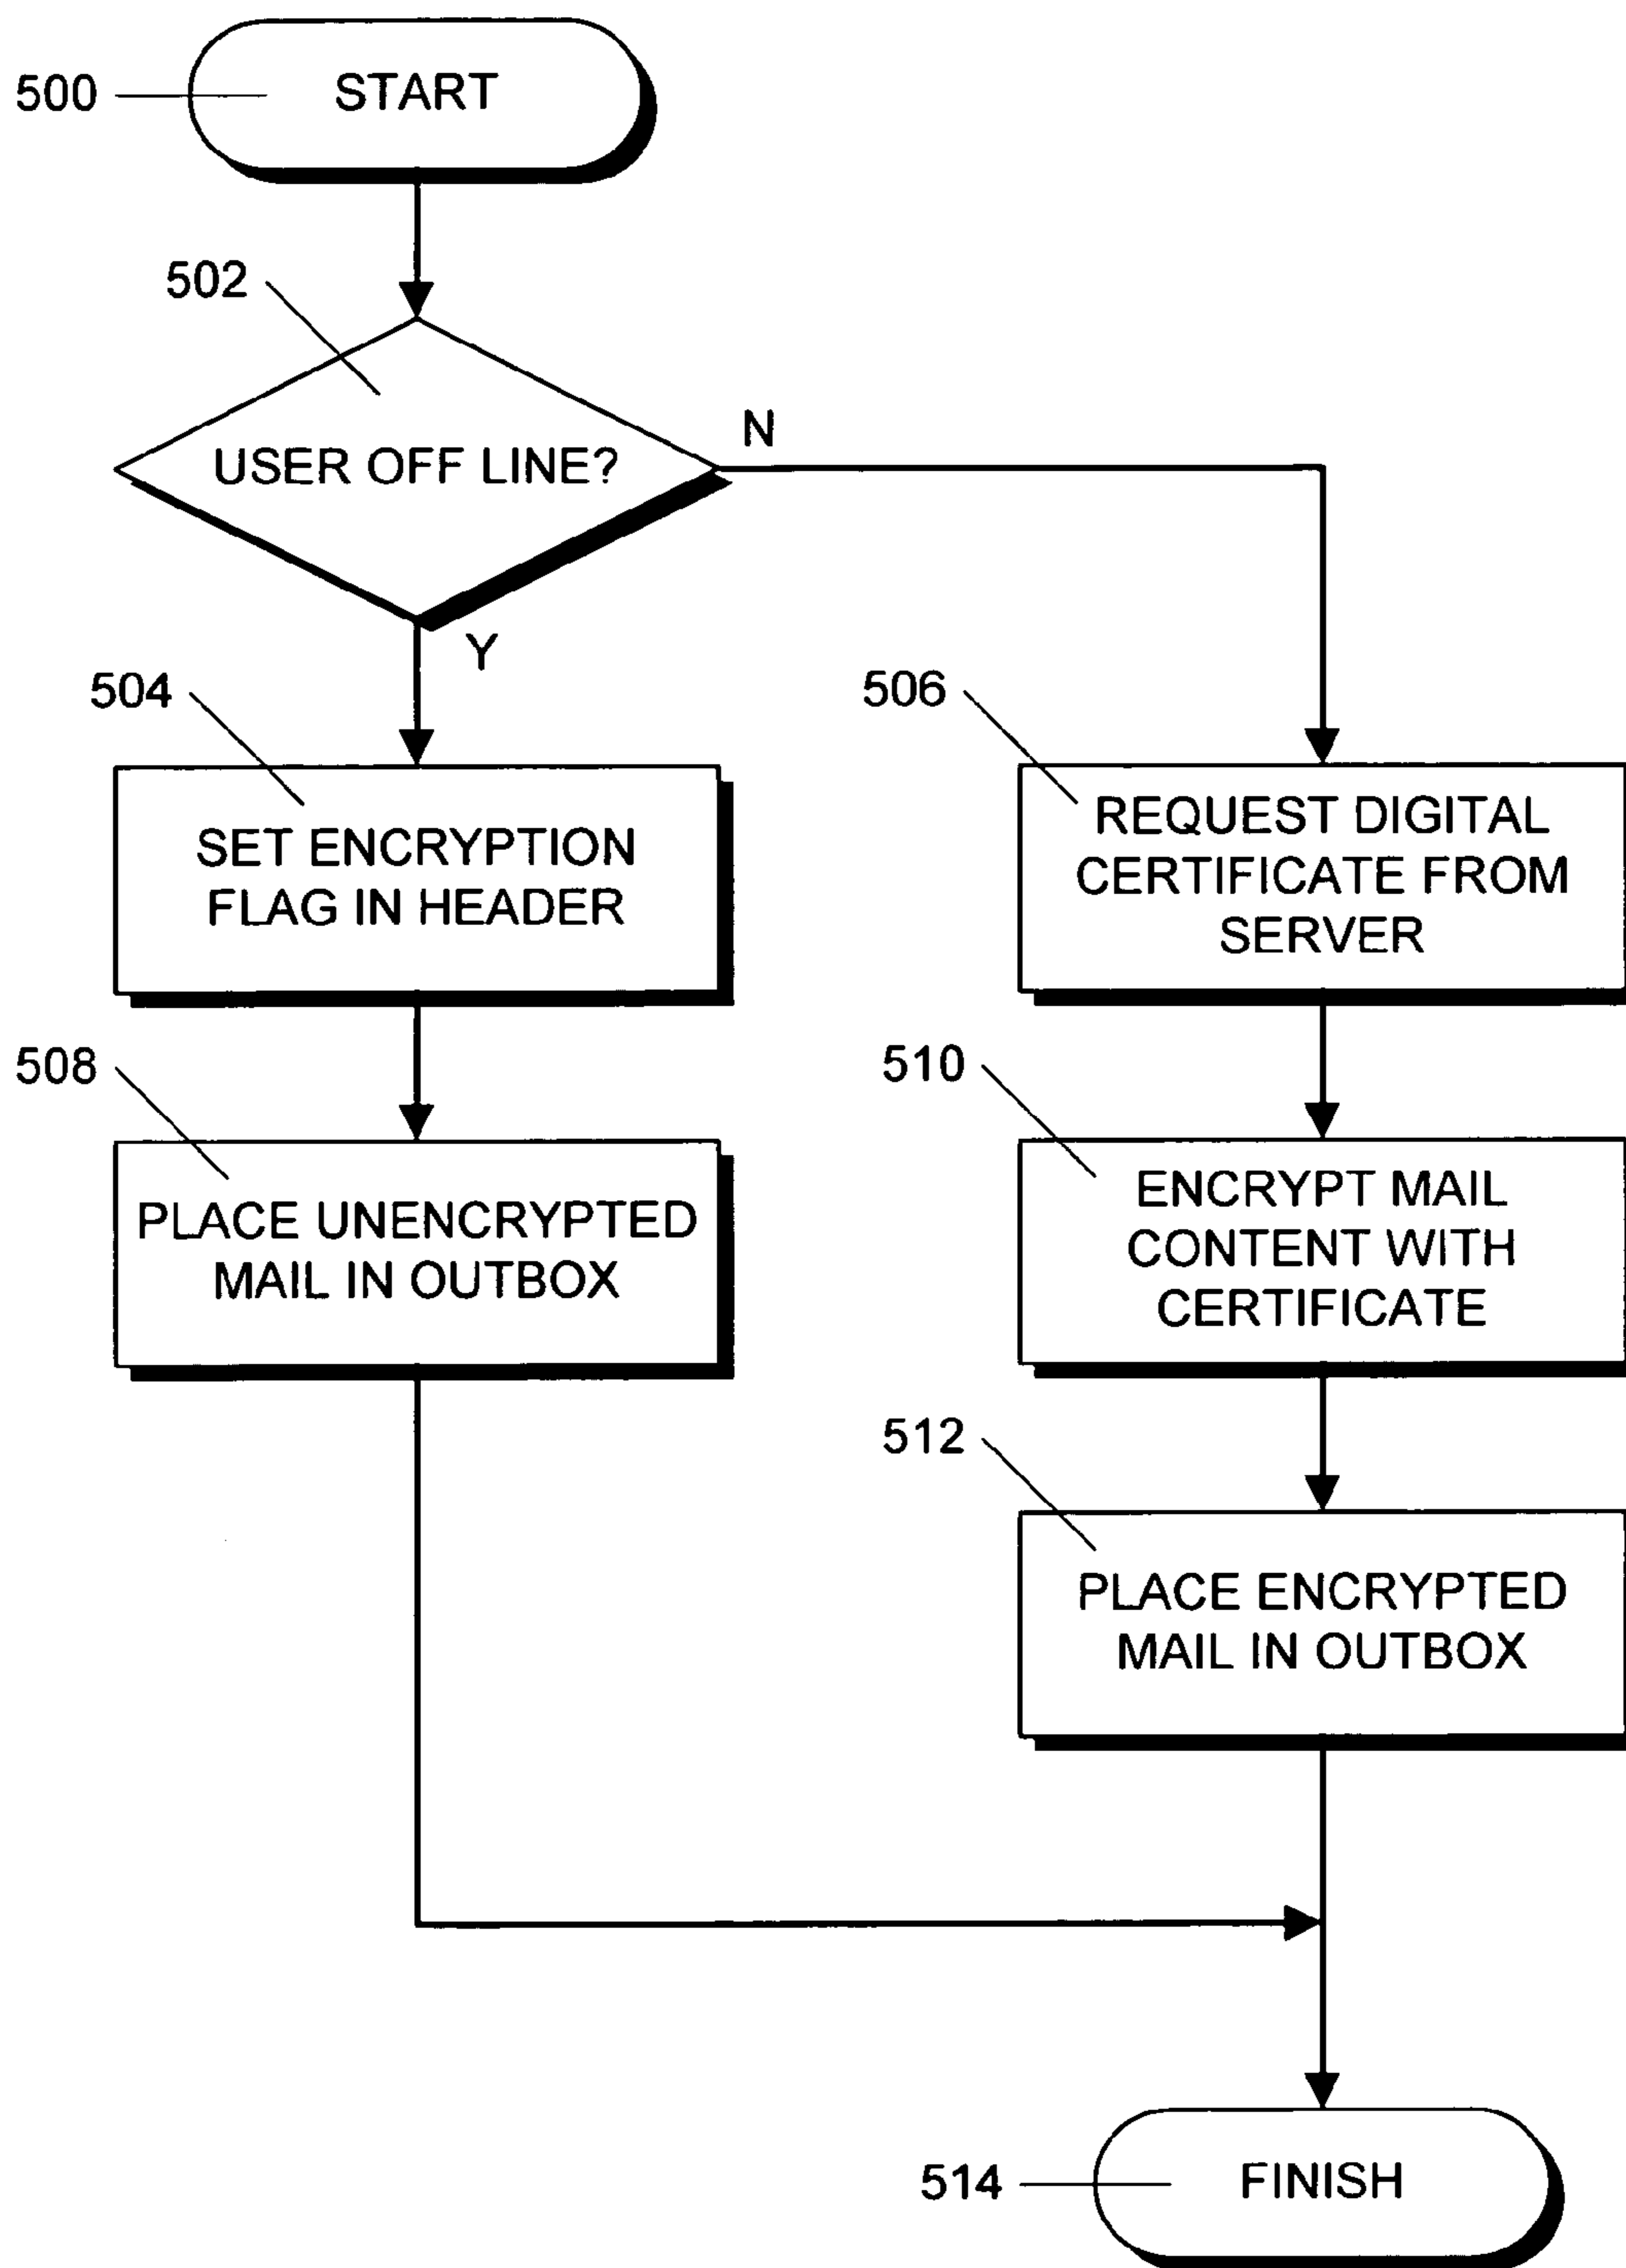 500
START
502
USER OFF LINE?
N
Y
504
SET ENCRYPTION
FLAG IN HEADER
506
REQUEST DIGITAL
CERTIFICATE FROM
SERVER
508
PLACE UNENCRYPTED
MAIL IN OUTBOX
510
ENCRYPT MAIL
CONTENT WITH
CERTIFICATE
512
PLACE ENCRYPTED
MAIL IN OUTBOX
514
FINISH